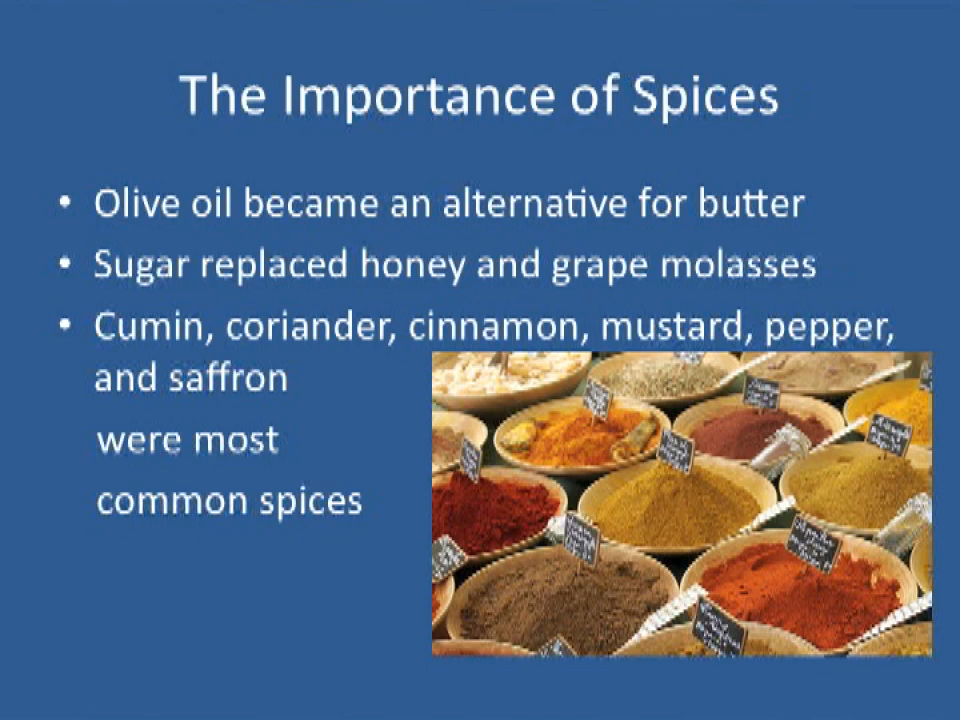 The Importance of Spices
• Olive oil became an alternative for butter
• Sugar replaced honey and grape molasses
• Cumin, coriander, cinnamon, mustard, pepper,
and saffron
were most
common spices